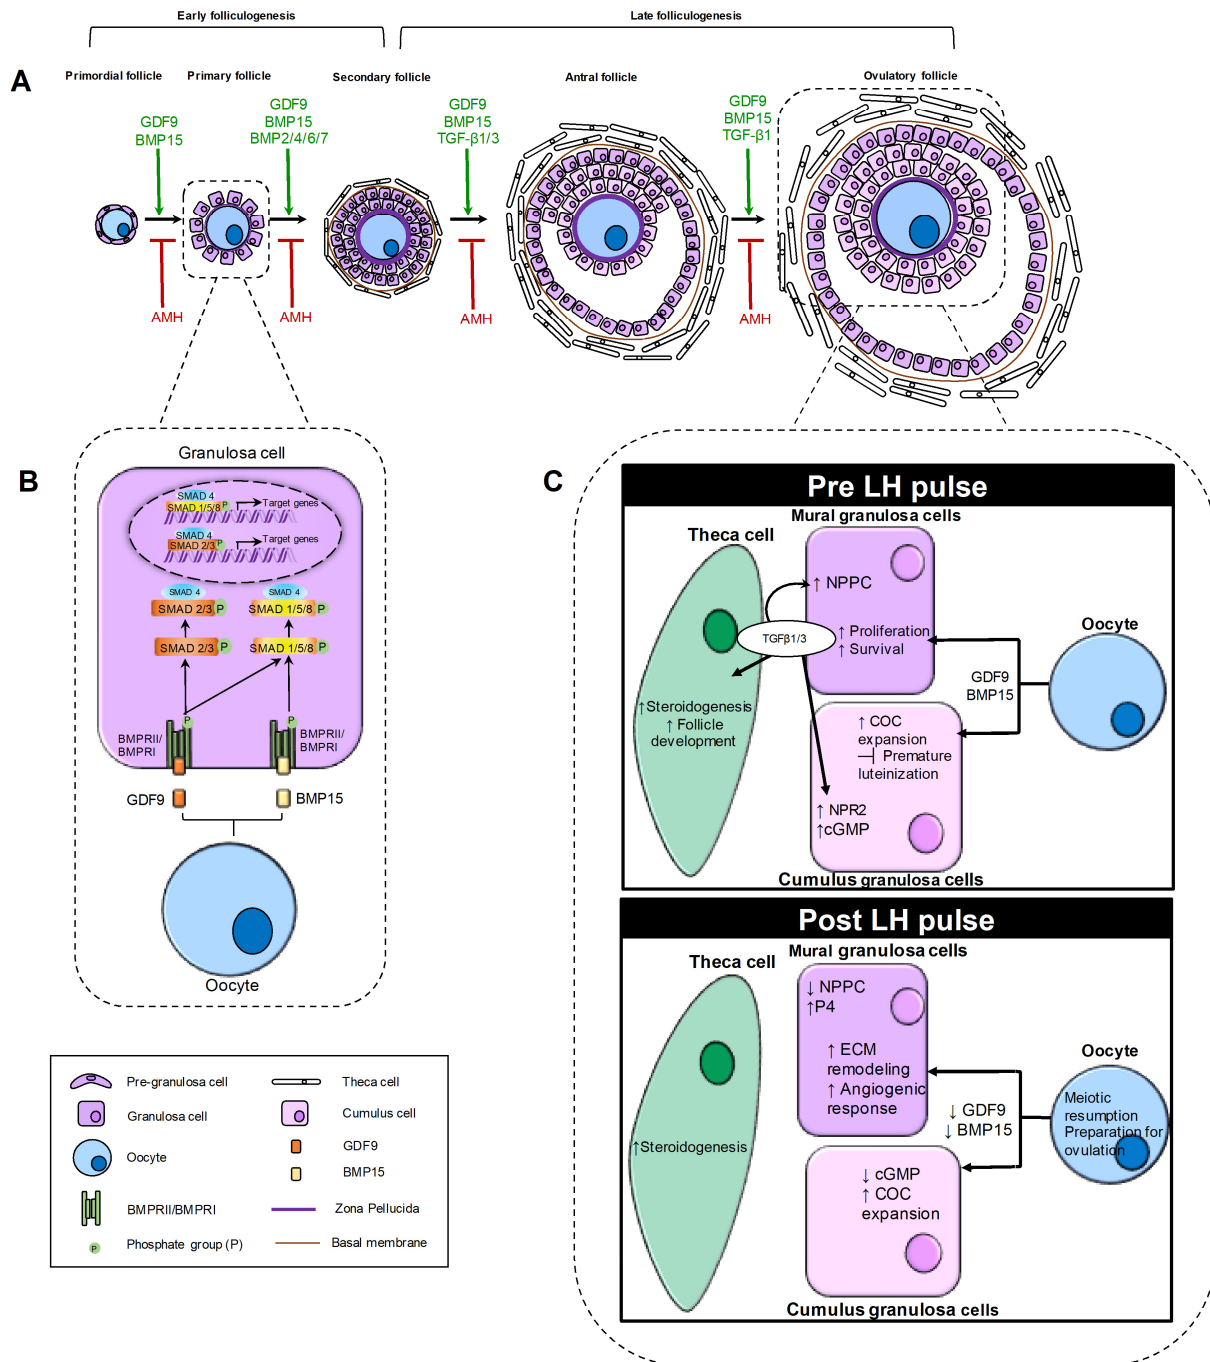 Early folliculogenesis
Late folliculogenesis
Primordial follicle
Primary follicle
Secondary follicle
Antral follicle
Ovulatory follicle
A
GDF9
BMP15
GDF9
BMP15
BMP2/4/6/7
GDF9
BMP15
TGF-β1/3
GDF9
BMP15
TGF-β1
AMH
AMH
AMH
AMH
B
Granulosa cell
SMAD 4
SMAD 1/5/8
P
Target genes
SMAD 4
SMAD 2/3
P
Target genes
SMAD 4
SMAD 2/3
P
SMAD 4
SMAD 1/5/8
P
SMAD 2/3
P
SMAD 1/5/8
P
P
P
BMPRII/
BMPRI
BMPRII/
BMPRI
GDF9
BMP15
Oocyte
Pre-granulosa cell
Theca cell
Granulosa cell
Cumulus cell
Oocyte
GDF9
BMP15
BMPRII/BMPRI
Zona Pellucida
P
Phosphate group (P)
Basal membrane
C
Pre LH pulse
Mural granulosa cells
Theca cell
↑ NPPC
TGFβ1/3
↑ Proliferation
↑ Survival
Oocyte
GDF9
BMP15
↑Steroidogenesis
↑ Follicle
development
↑ COC
expansion
⊣ Premature
luteinization
↑ NPR2
↑cGMP
Cumulus granulosa cells
Post LH pulse
Mural granulosa cells
Theca cell
↓ NPPC
↑P4
↑ ECM
remodeling
↑ Angiogenic
response
Oocyte
↓ GDF9
↓ BMP15
Meiotic
resumption
Preparation for
ovulation
↑Steroidogenesis
↓ cGMP
↑ COC
expansion
Cumulus granulosa cells